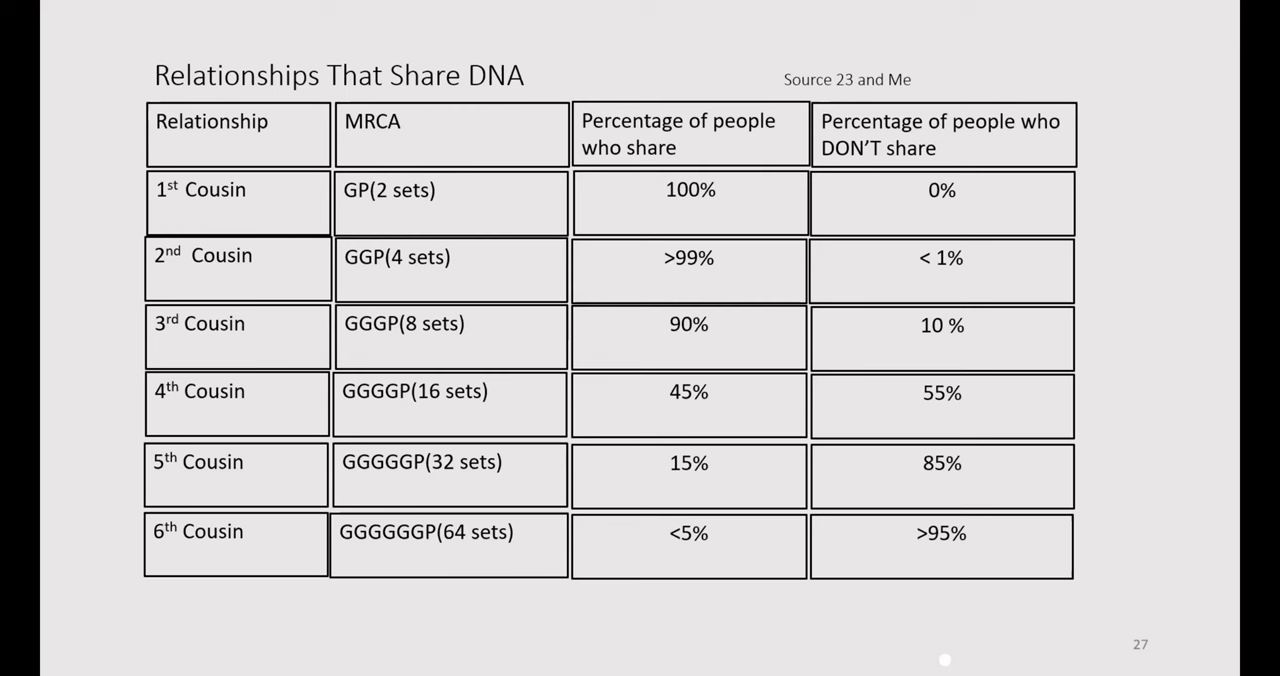 Relationships That Share DNA
Source 23 and Me
Relationship
MRCA
Percentage of people
who share
Percentage of people who
DON'T share
1st Cousin
GP(2 sets)
100%
0%
2nd Cousin
GGP(4 sets)
>99%
< 1%
3rd Cousin
GGGP(8 sets)
90%
10 %
4th Cousin
GGGGP(16 sets)
45%
55%
5th Cousin
GGGGGP(32 sets)
15%
85%
6th Cousin
GGGGGGP(64 sets)
<5%
>95%
27